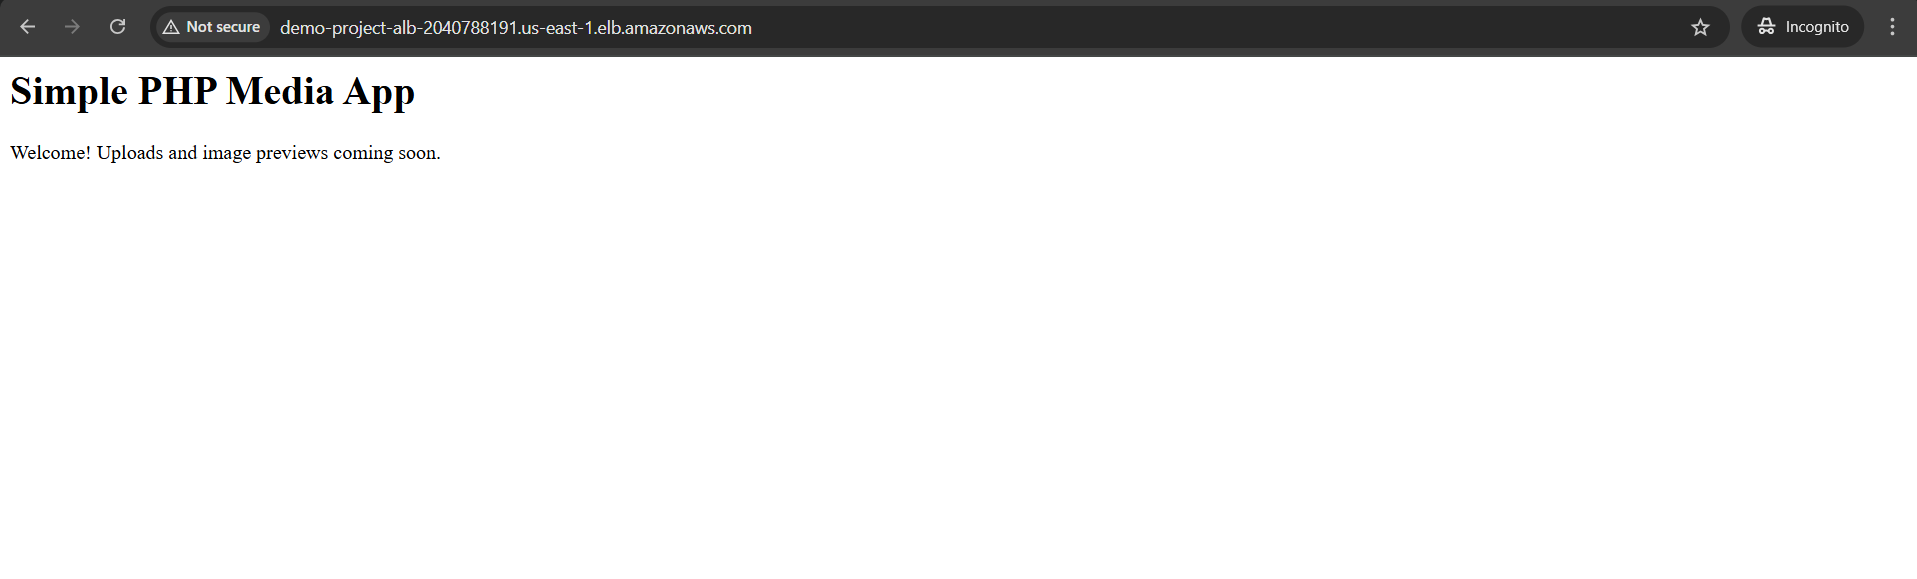 Not secure demo-project-alb-2040788191.us-east-1.elb.amazonaws.com Incognito
Simple PHP Media App
Welcome! Uploads and image previews coming soon.